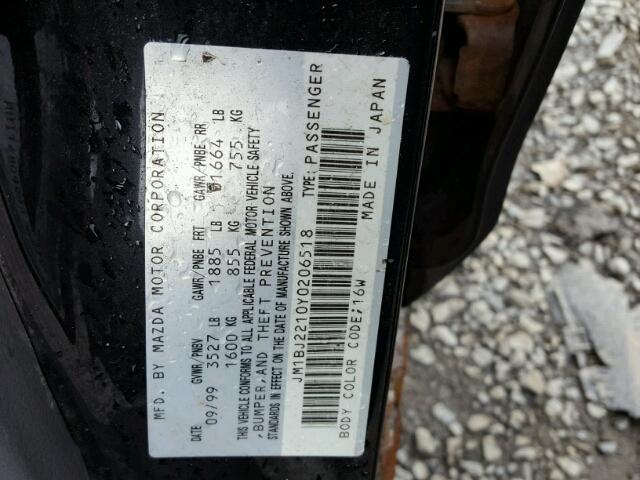 MFD. BY MAZDA MOTOR CORPORATION
DATE GVWR/PNBV GAWR/PNBE FRT GAWR/PNBE RR
09/99 3527 LB 1885 LB 1664 LB
1600 KG 855 KG 755 KG
THIS VEHICLE CONFORMS TO ALL APPLICABLE FEDERAL MOTOR VEHICLE SAFETY
, BUMPER, AND THEFT PREVENTION
STANDARDS IN EFFECT ON THE DATE OF MANUFACTURE SHOWN ABOVE.
JM1BJ2210Y0206518 TYPE: PASSENGER
BODY COLOR CODE;16W MADE IN JAPAN